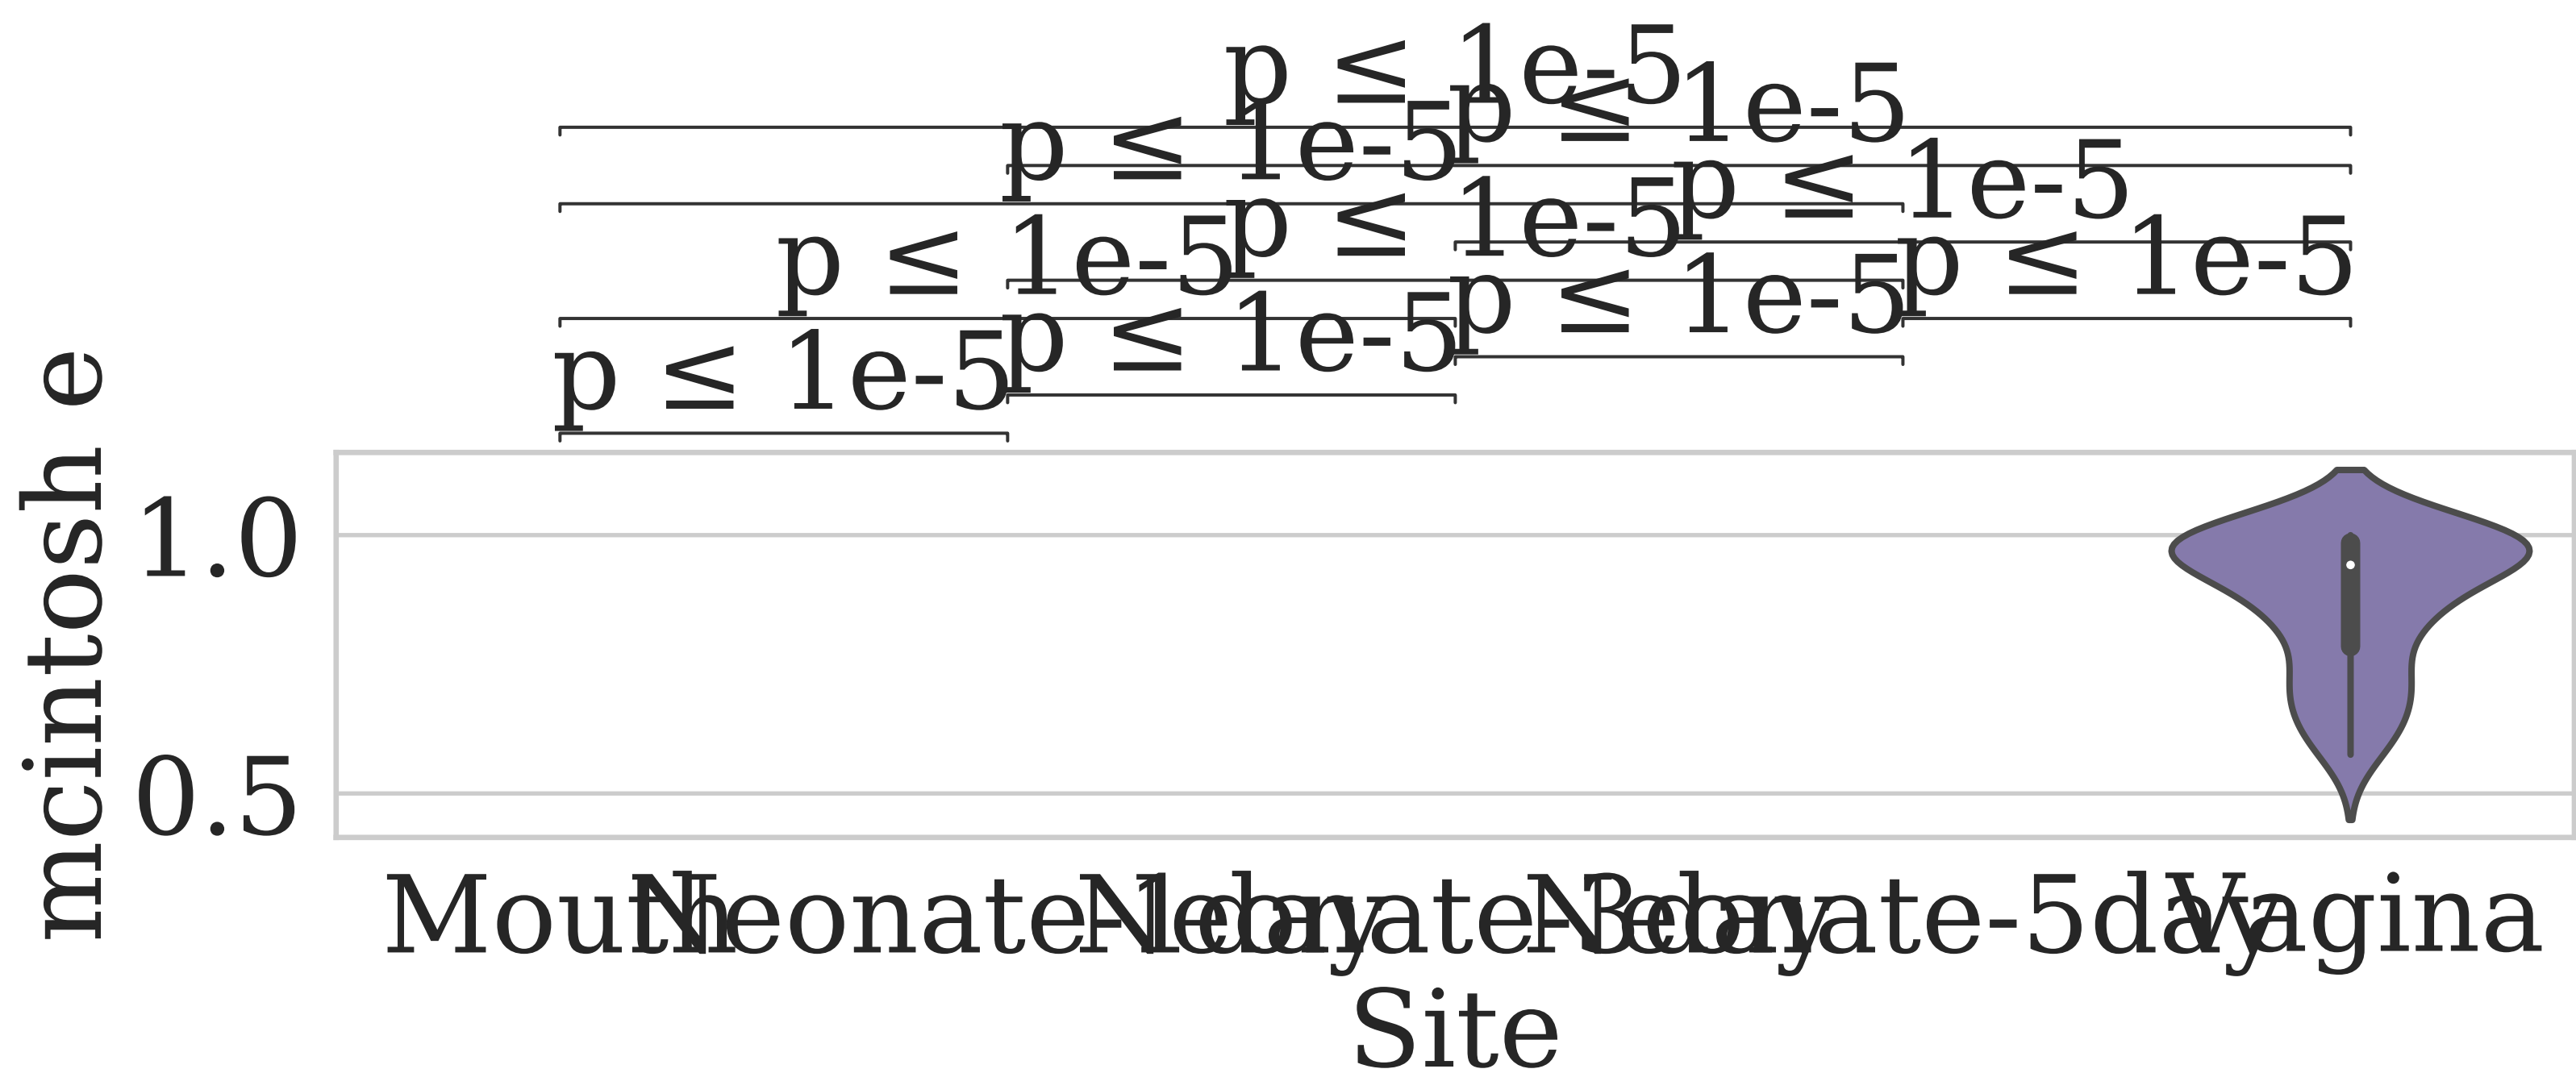 p ≤ 1e-5
p ≤ 1e-5
p ≤ 1e-5
p ≤ 1e-5
p ≤ 1e-5
p ≤ 1e-5
p ≤ 1e-5
p ≤ 1e-5
p ≤ 1e-5
p ≤ 1e-5
mcintosh e
1.0
0.5
Mouth
Neonate-1day
Neonate-3day
Neonate-5day
Vagina
Site